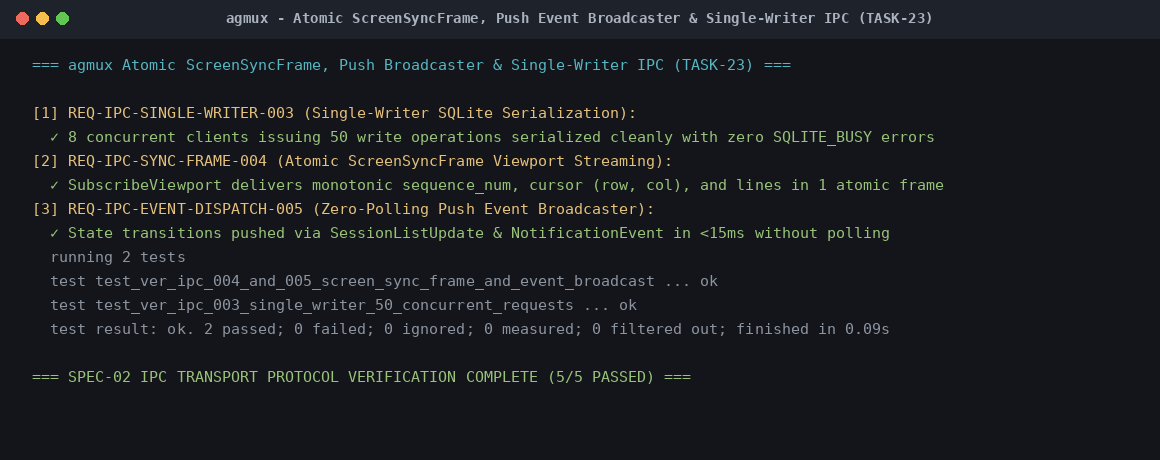 agmux - Atomic ScreenSyncFrame, Push Event Broadcaster & Single-Writer IPC (TASK-23)
=== agmux Atomic ScreenSyncFrame, Push Broadcaster & Single-Writer IPC (TASK-23) ===
[1] REQ-IPC-SINGLE-WRITER-003 (Single-Writer SQLite Serialization):
✓ 8 concurrent clients issuing 50 write operations serialized cleanly with zero SQLITE_BUSY errors
[2] REQ-IPC-SYNC-FRAME-004 (Atomic ScreenSyncFrame Viewport Streaming):
✓ SubscribeViewport delivers monotonic sequence_num, cursor (row, col), and lines in 1 atomic frame
[3] REQ-IPC-EVENT-DISPATCH-005 (Zero-Polling Push Event Broadcaster):
✓ State transitions pushed via SessionListUpdate & NotificationEvent in <15ms without polling
running 2 tests
test test_ver_ipc_004_and_005_screen_sync_frame_and_event_broadcast ... ok
test test_ver_ipc_003_single_writer_50_concurrent_requests ... ok
test result: ok. 2 passed; 0 failed; 0 ignored; 0 measured; 0 filtered out; finished in 0.09s
=== SPEC-02 IPC TRANSPORT PROTOCOL VERIFICATION COMPLETE (5/5 PASSED) ===